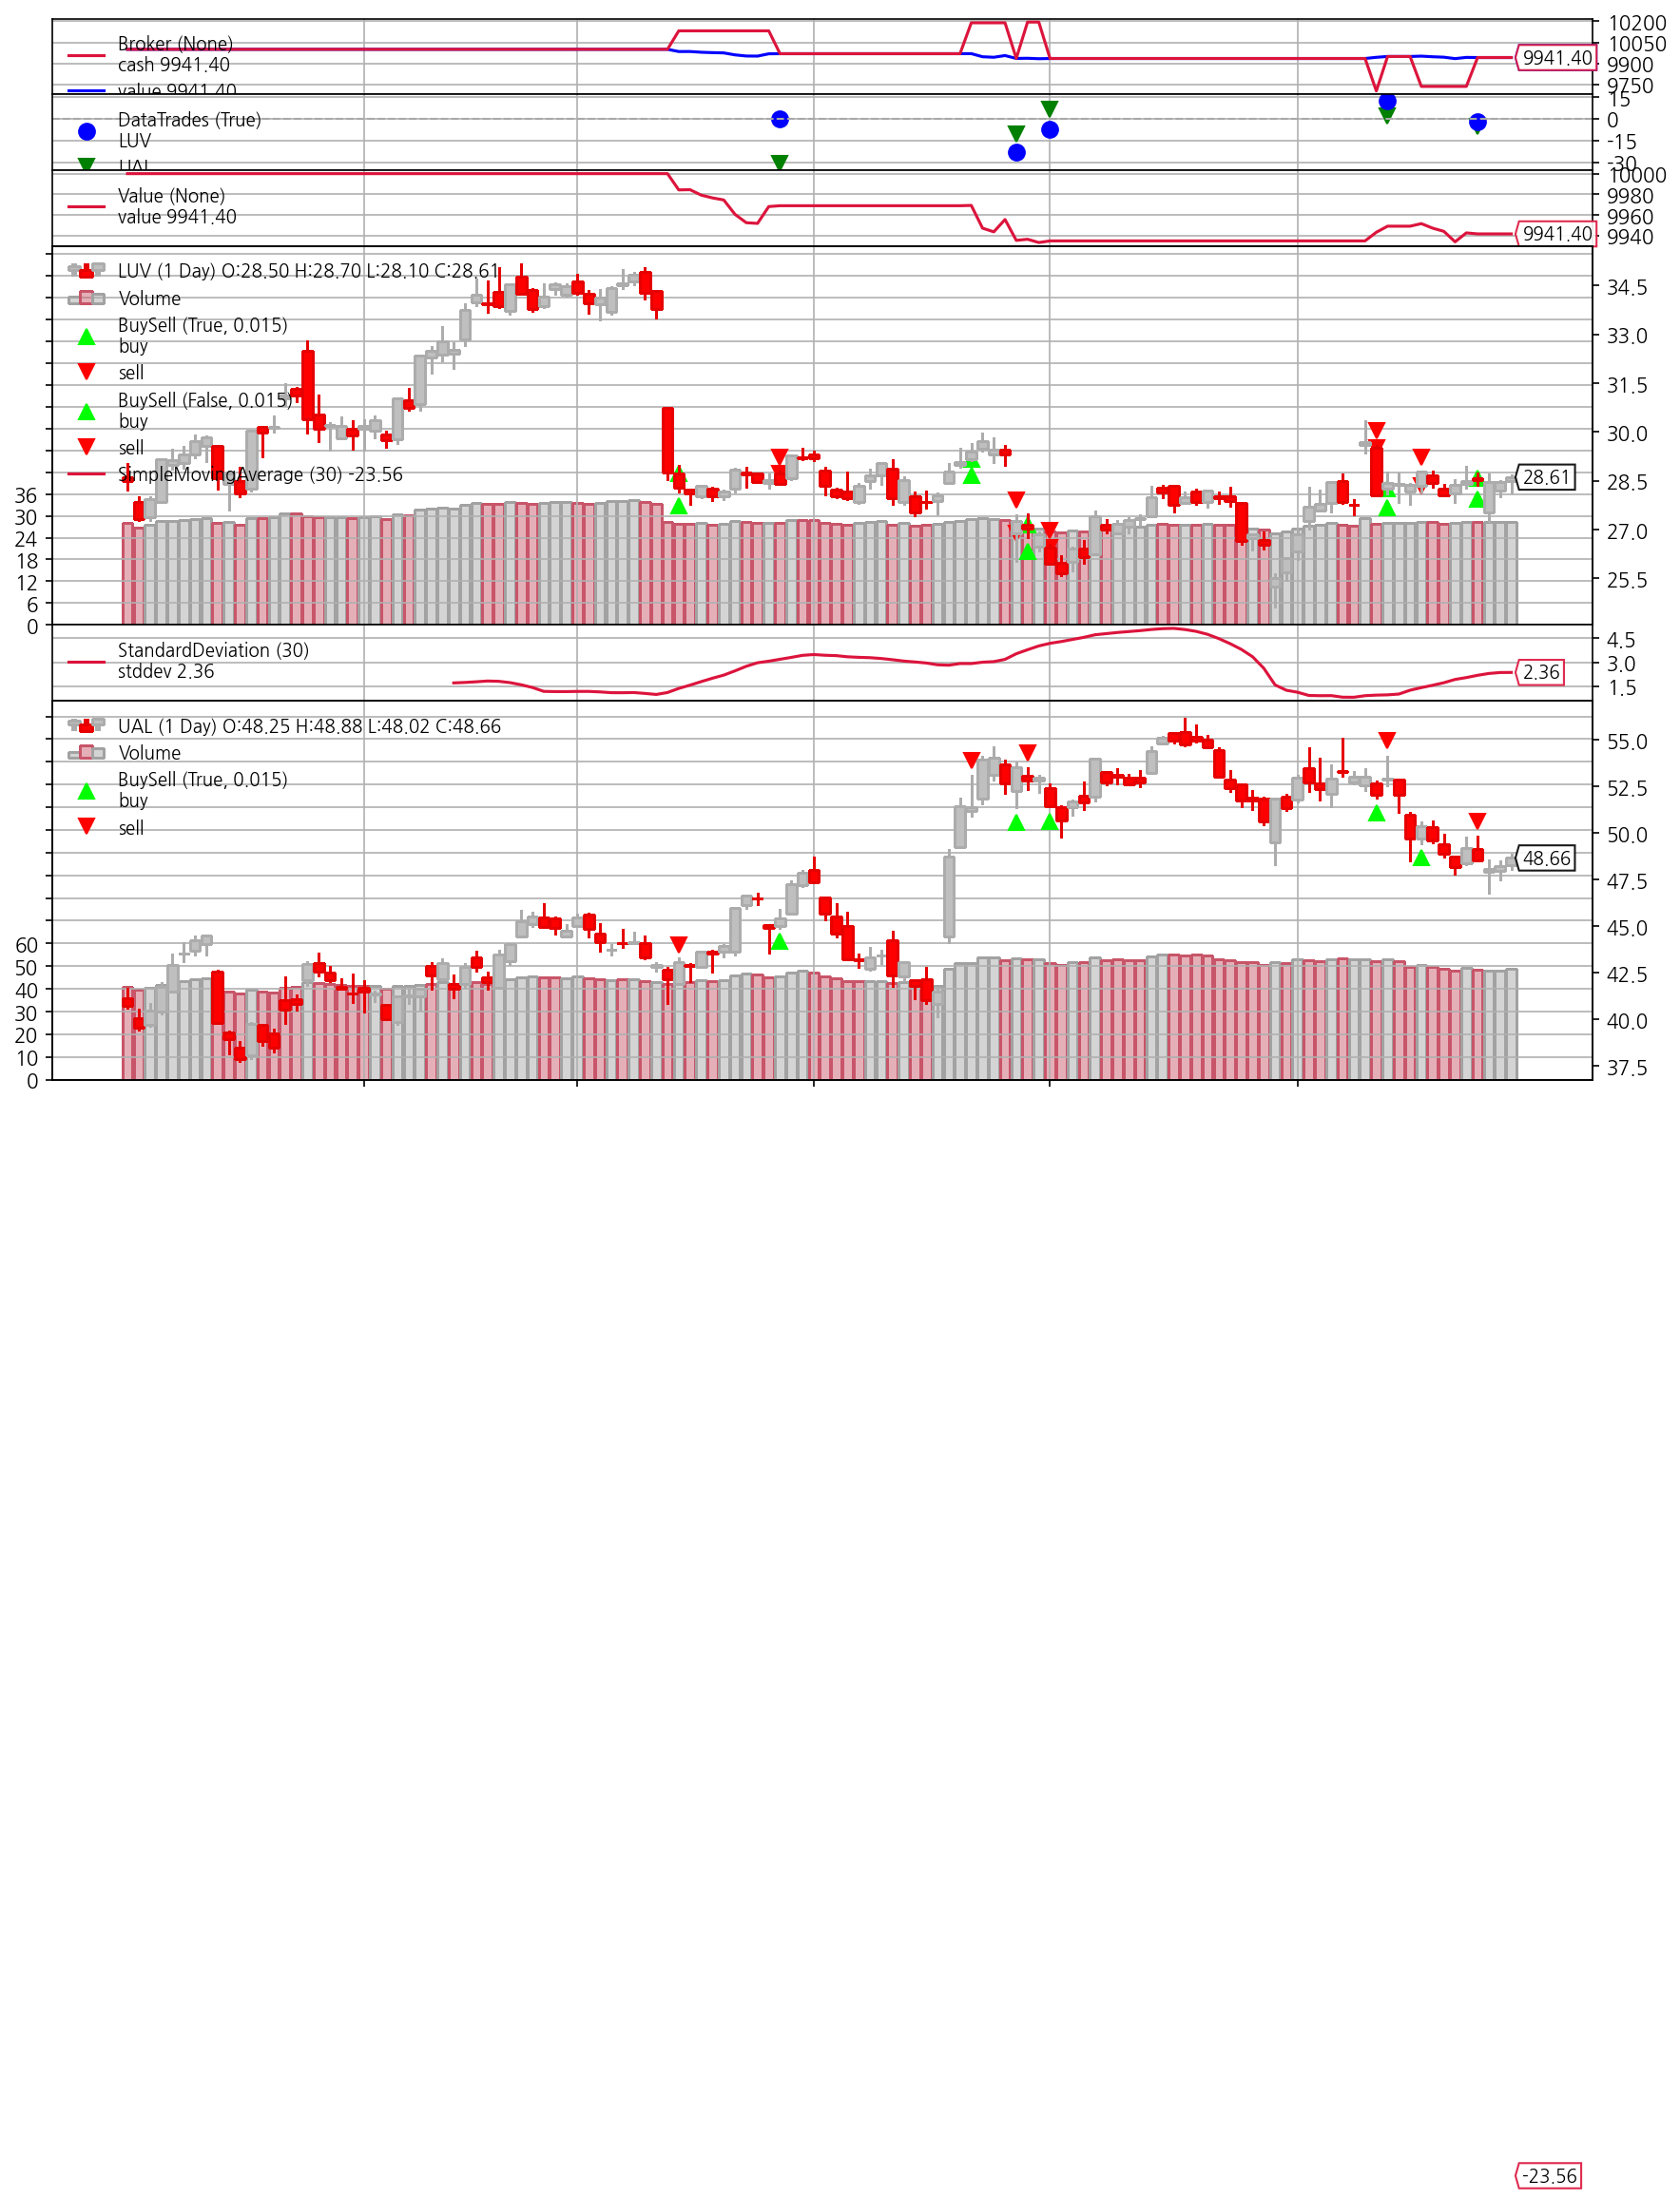 Broker (None)
cash 9941.40
value 9941.40
10200
10050
9900
9750
9941.40
DataTrades (True)
LUV
UAL
15
0
-15
-30
Value (None)
value 9941.40
10000
9980
9960
9940
9941.40
LUV (1 Day) O:28.50 H:28.70 L:28.10 C:28.61
Volume
BuySell (True, 0.015)
buy
sell
BuySell (False, 0.015)
buy
sell
SimpleMovingAverage (30) -23.56
34.5
33.0
31.5
30.0
28.5
27.0
25.5
28.61
36
30
24
18
12
6
0
StandardDeviation (30)
stddev 2.36
4.5
3.0
1.5
2.36
UAL (1 Day) O:48.25 H:48.88 L:48.02 C:48.66
Volume
BuySell (True, 0.015)
buy
sell
55.0
52.5
50.0
47.5
45.0
42.5
40.0
37.5
48.66
60
50
40
30
20
10
0
-23.56